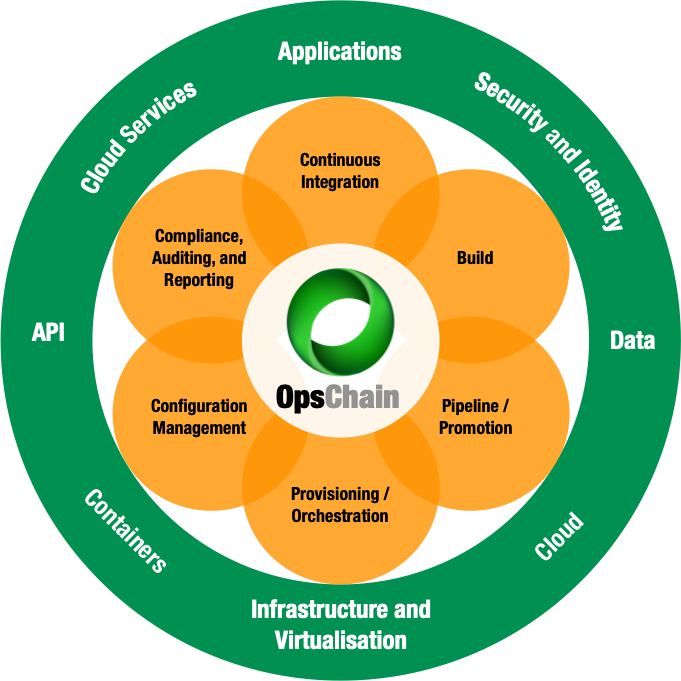 Applications
Cloud Services
Security and Identity
Continuous
Integration
Compliance,
Auditing, and
Reporting
Build
API
Data
OpsChain
Configuration
Management
Pipeline /
Promotion
Provisioning /
Orchestration
Containers
Cloud
Infrastructure and
Virtualisation